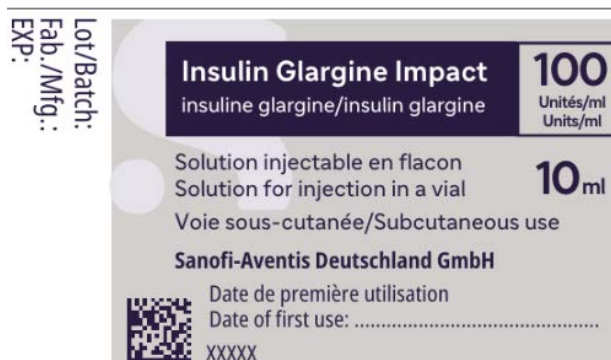 Lot/Batch:
Fab./Mfg.:
EXP:
Insulin Glargine Impact
insuline glargine/insulin glargine
100
Unités/ml
Units/ml
Solution injectable en flacon
Solution for injection in a vial
10 ml
Voie sous-cutanée/Subcutaneous use
Sanofi-Aventis Deutschland GmbH
Date de première utilisation
Date of first use: ................................................
XXXXX